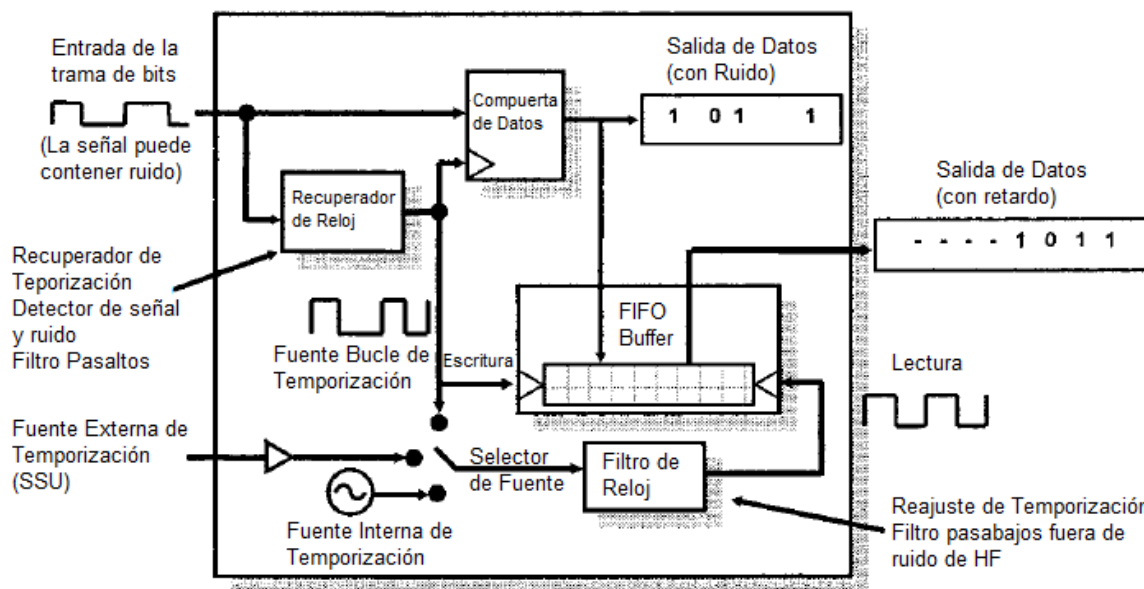 Entrada de la
trama de bits
(La señal puede
contener ruido)
Compuerta
de Datos
Salida de Datos
(con Ruido)
1 0 1 1
Recuperador
de Reloj
Salida de Datos
(con retardo)
- - - - 1 0 1 1
Recuperador de
Teporización
Detector de señal
y ruido
Filtro Pasaltos
Fuente Bucle de
Temporización
Escritura
FIFO
Buffer
Lectura
Fuente Externa de
Temporización
(SSU)
Selector
de Fuente
Filtro de
Reloj
Fuente Interna de
Temporización
Reajuste de Temporización
Filtro pasabajos fuera de
ruido de HF